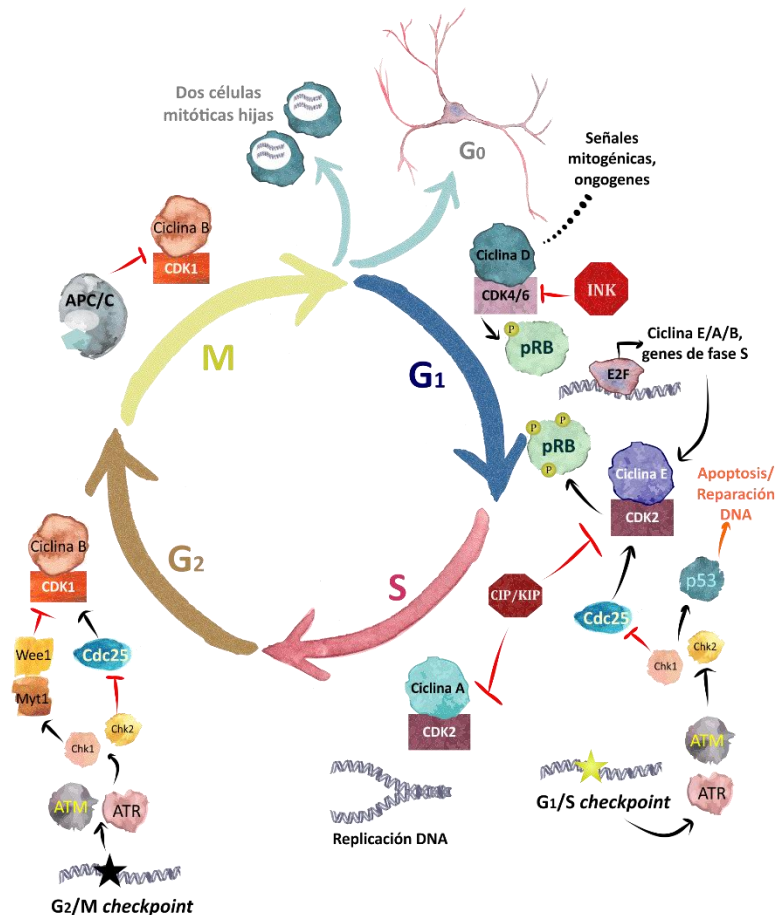 Dos células
mitóticas hijas
G0
Señales
mitogénicas,
ongogenes
Ciclina B
CDK1
APC/C
Ciclina D
CDK4/6
INK
P
pRB
M
G1
Ciclina E/A/B,
genes de fase S
E2F
P
P
P
pRB
Ciclina E
CDK2
Apoptosis/
Reparación
DNA
G2
S
Ciclina B
CDK1
CIP/KIP
p53
Cdc25
Wee1
Cdc25
Chk1
Chk2
Myt1
Ciclina A
CDK2
Chk1
Chk2
ATM
ATR
ATM
ATR
G1/S checkpoint
Replicación DNA
G2/M checkpoint